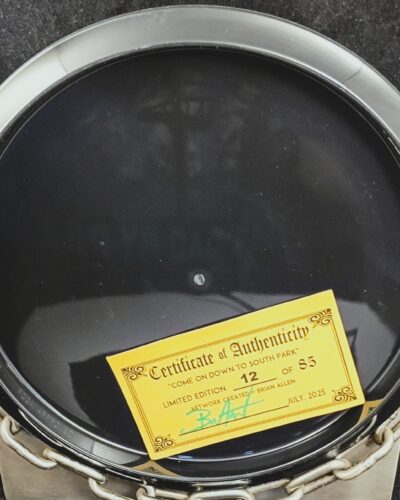 Certificate of Authenticity
"COME ON DOWN TO SOUTH PARK"
LIMITED EDITION 12 OF 85
ARTWORK CREATED BY BRIAN ALLEN
JULY, 2025